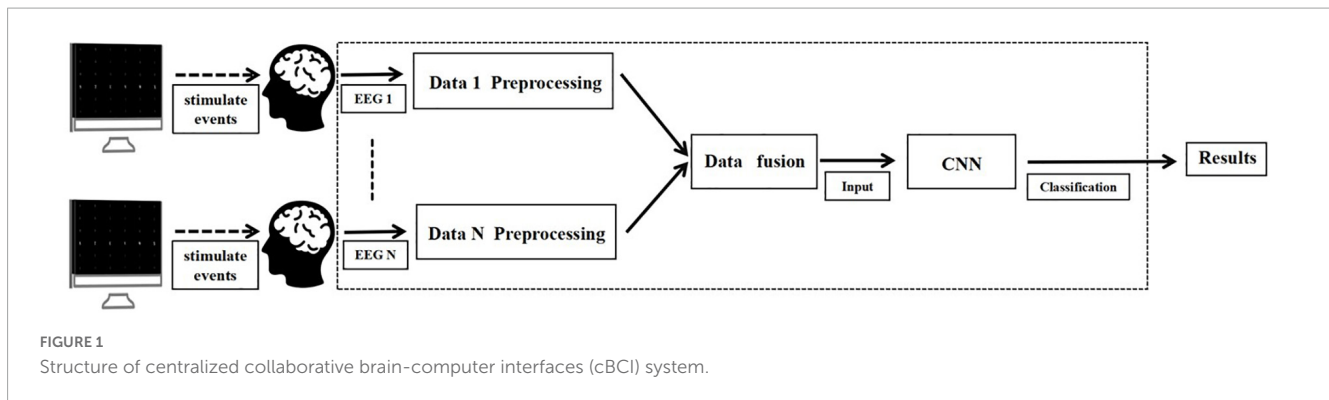 stimulate
events
EEG 1
Data 1 Preprocessing
Data fusion
Input
CNN
Classification
Results
stimulate
events
EEG N
Data N Preprocessing
FIGURE 1
Structure of centralized collaborative brain-computer interfaces (cBCI) system.